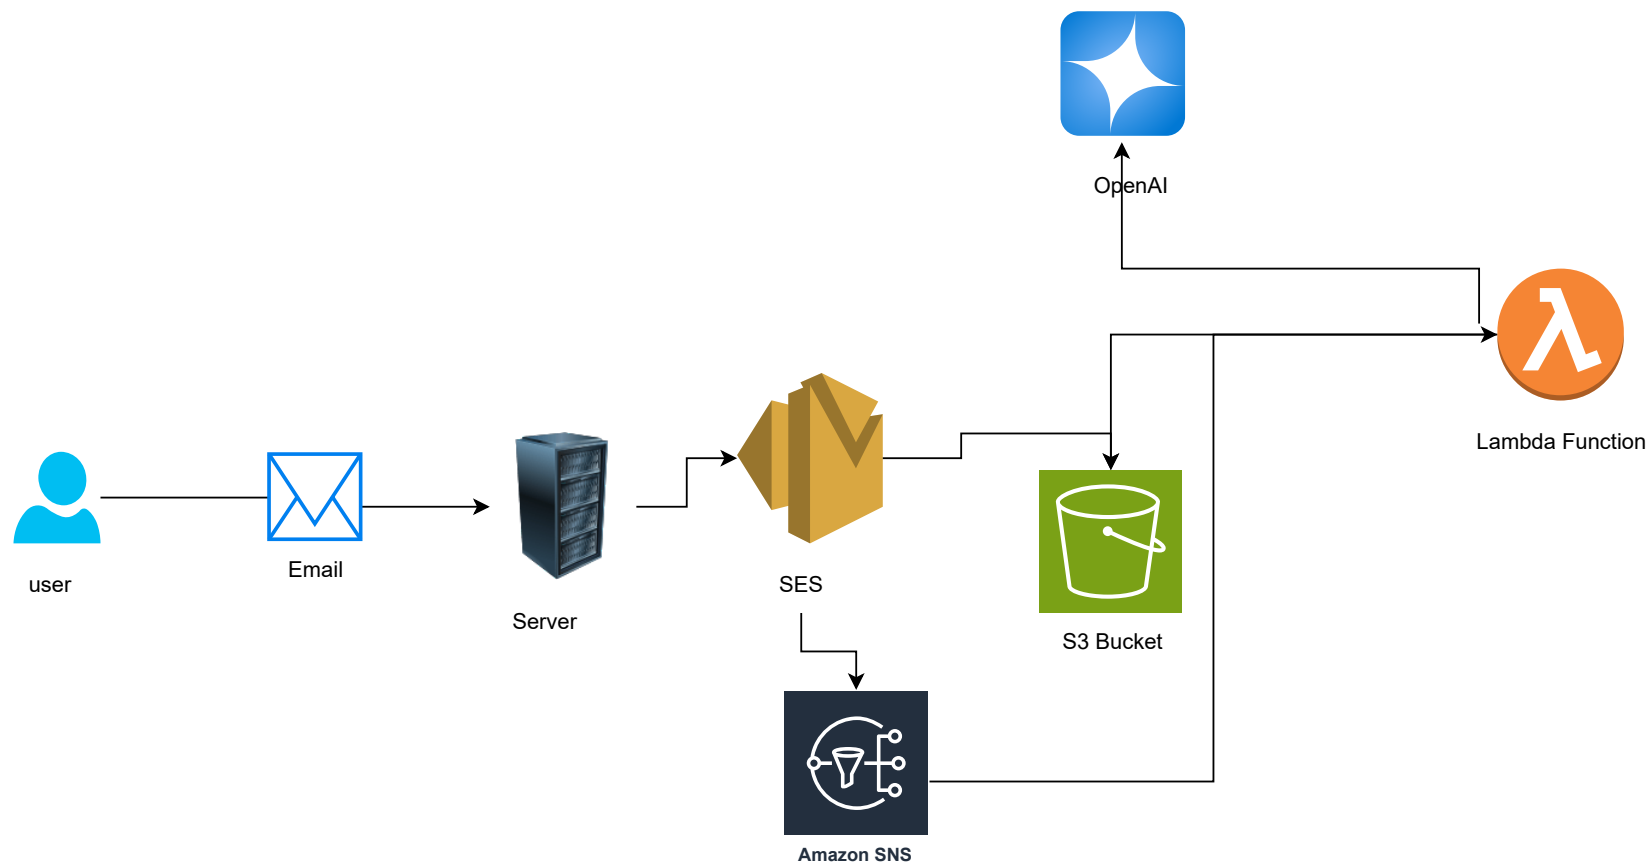 OpenAI
Lambda Function
Email
user
SES
Server
S3 Bucket
Amazon SNS